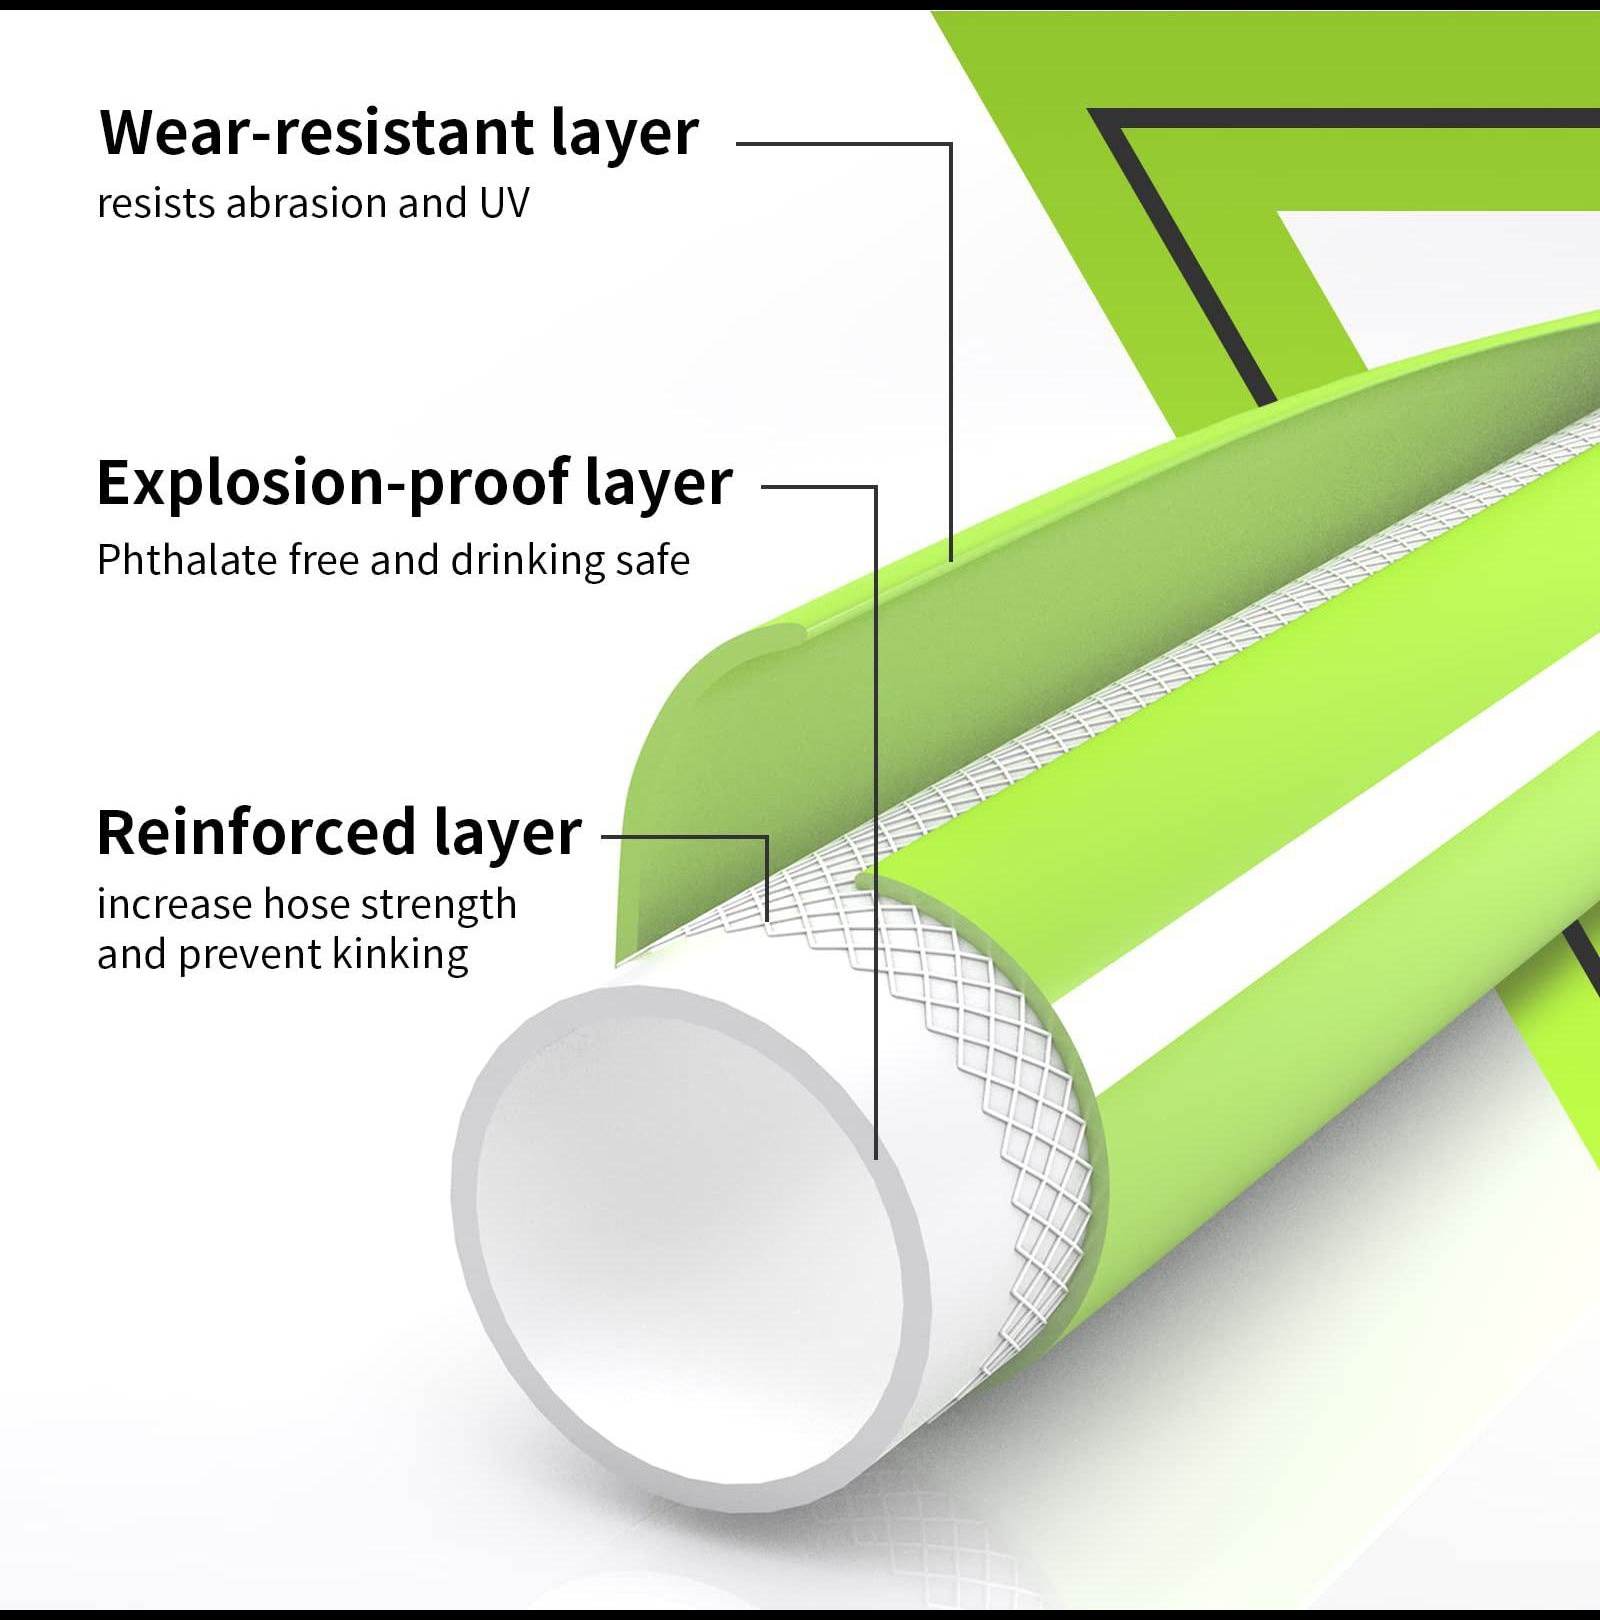 Wear-resistant layer
resists abrasion and UV
Explosion-proof layer
Phthalate free and drinking safe
Reinforced layer
increase hose strength
and prevent kinking